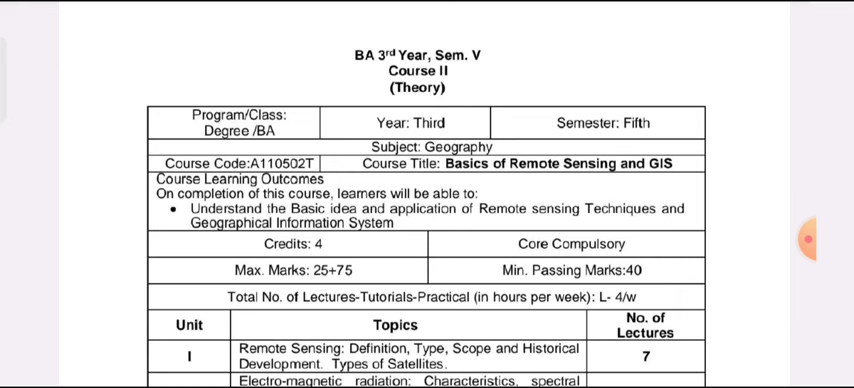 BA 3rd Year, Sem. V
Course II
(Theory)
Program/Class:
Degree /BA
Year: Third
Semester: Fifth
Subject: Geography
Course Code:A110502T
Course Title: Basics of Remote Sensing and GIS
Course Learning Outcomes
On completion of this course, learners will be able to:
• Understand the Basic idea and application of Remote sensing Techniques and
Geographical Information System
Credits: 4
Core Compulsory
Max. Marks: 25+75
Min. Passing Marks:40
Total No. of Lectures-Tutorials-Practical (in hours per week): L- 4/w
Unit
Topics
No. of
Lectures
I
Remote Sensing: Definition, Type, Scope and Historical
Development. Types of Satellites.
7
Electro-magnetic radiation: Characteristics, spectral